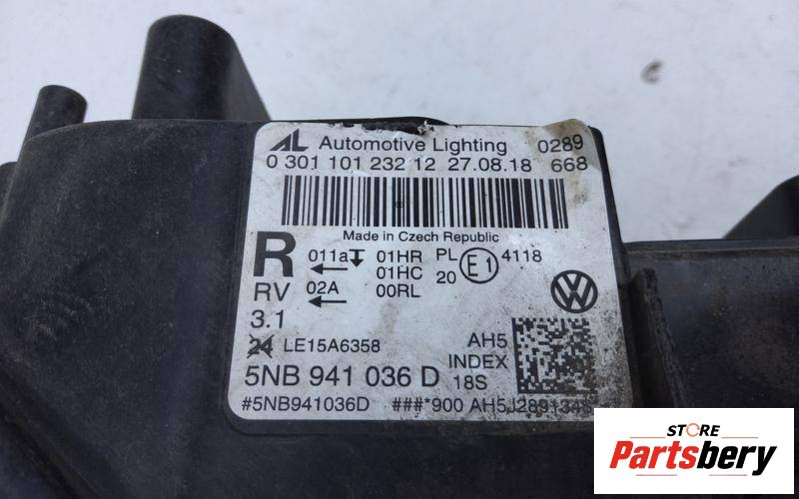 AL Automotive Lighting 0289
0 301 101 232 12 27.08.18 668
Made in Czech Republic
R 011a 01HR PL E1 4118
01HC 20
RV 02A 00RL
3.1
24 LE15A6358 AH5
INDEX
5NB 941 036 D 18S
#5NB941036D ###*900
STORE
Partsbery